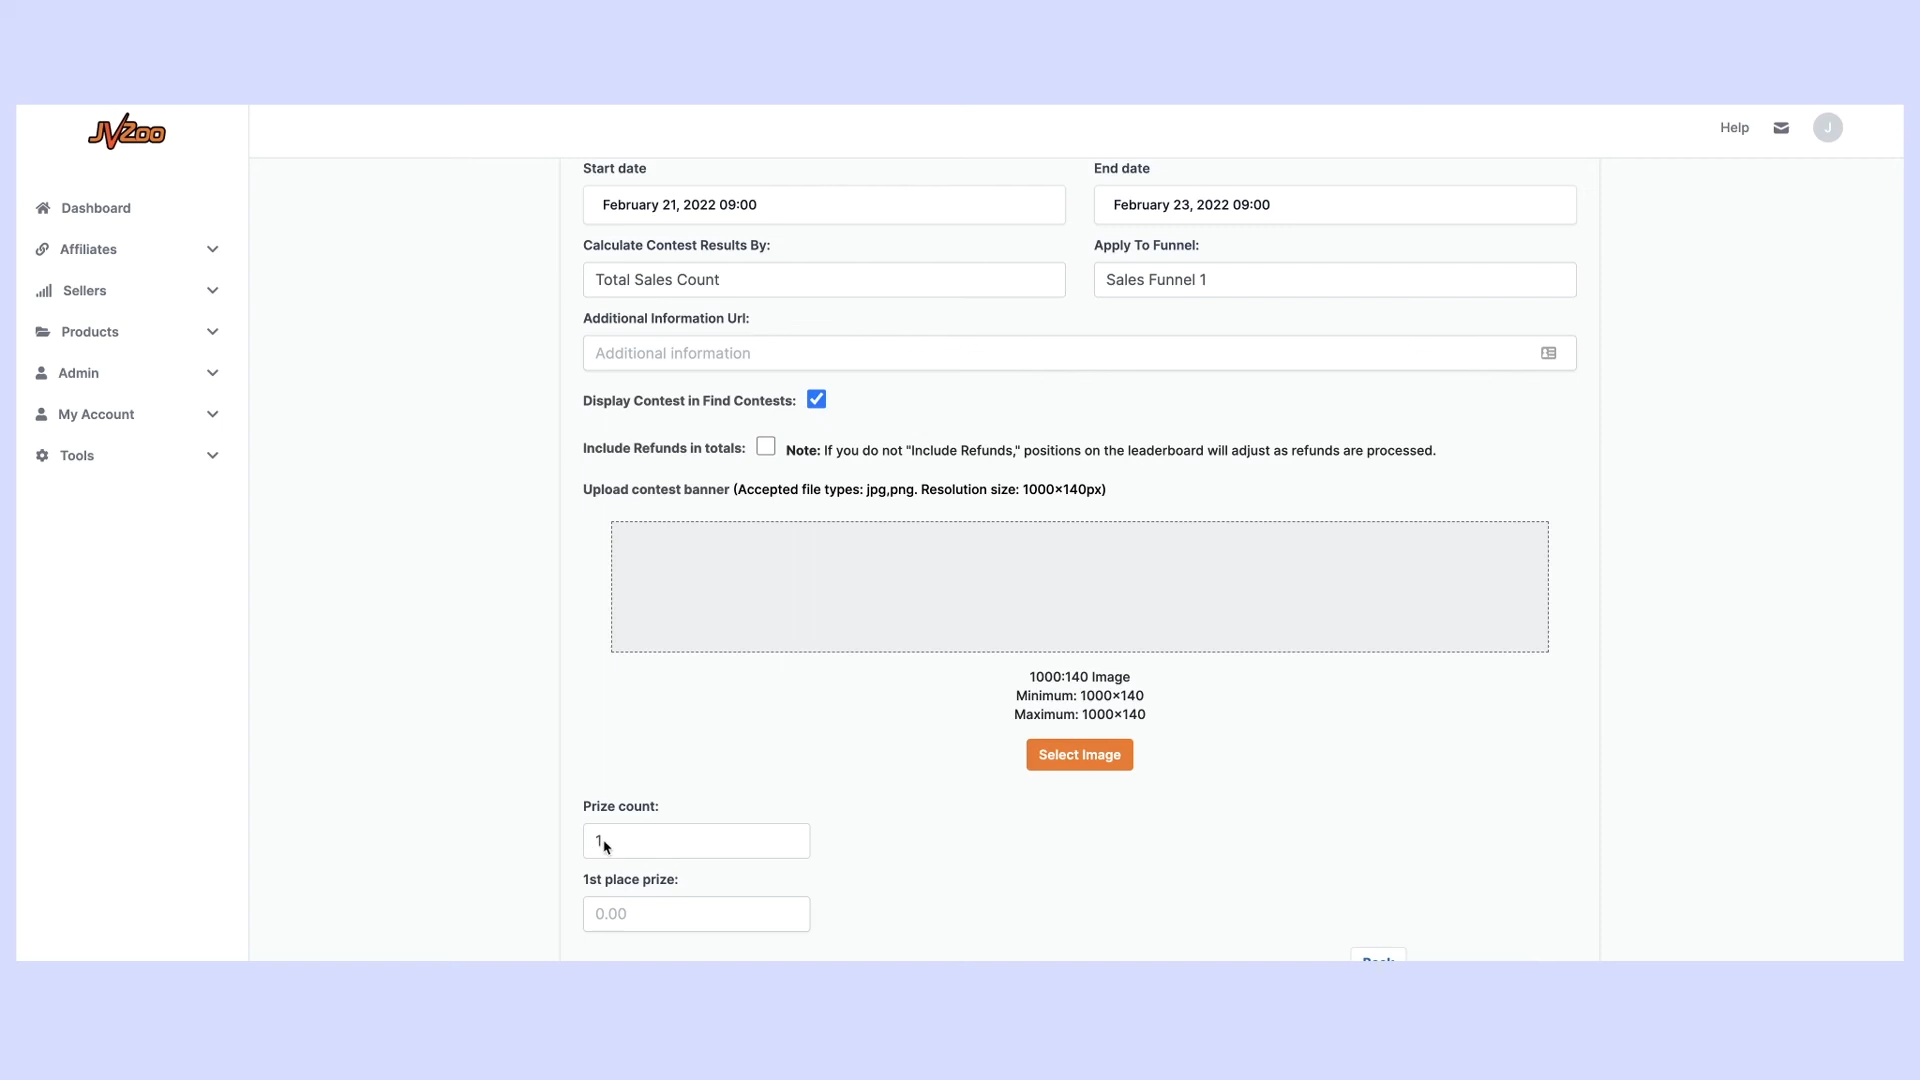 JVZoo
Help
J
Dashboard
Affiliates
Sellers
Products
Admin
My Account
Tools
Start date
End date
February 21, 2022 09:00
February 23, 2022 09:00
Calculate Contest Results By:
Apply To Funnel:
Total Sales Count
Sales Funnel 1
Additional Information Url:
Additional information
Display Contest in Find Contests:
Include Refunds in totals:
Note: If you do not "Include Refunds," positions on the leaderboard will adjust as refunds are processed.
Upload contest banner (Accepted file types: jpg,png. Resolution size: 1000×140px)
1000:140 Image
Minimum: 1000×140
Maximum: 1000×140
Select Image
Prize count:
1
1st place prize:
0.00